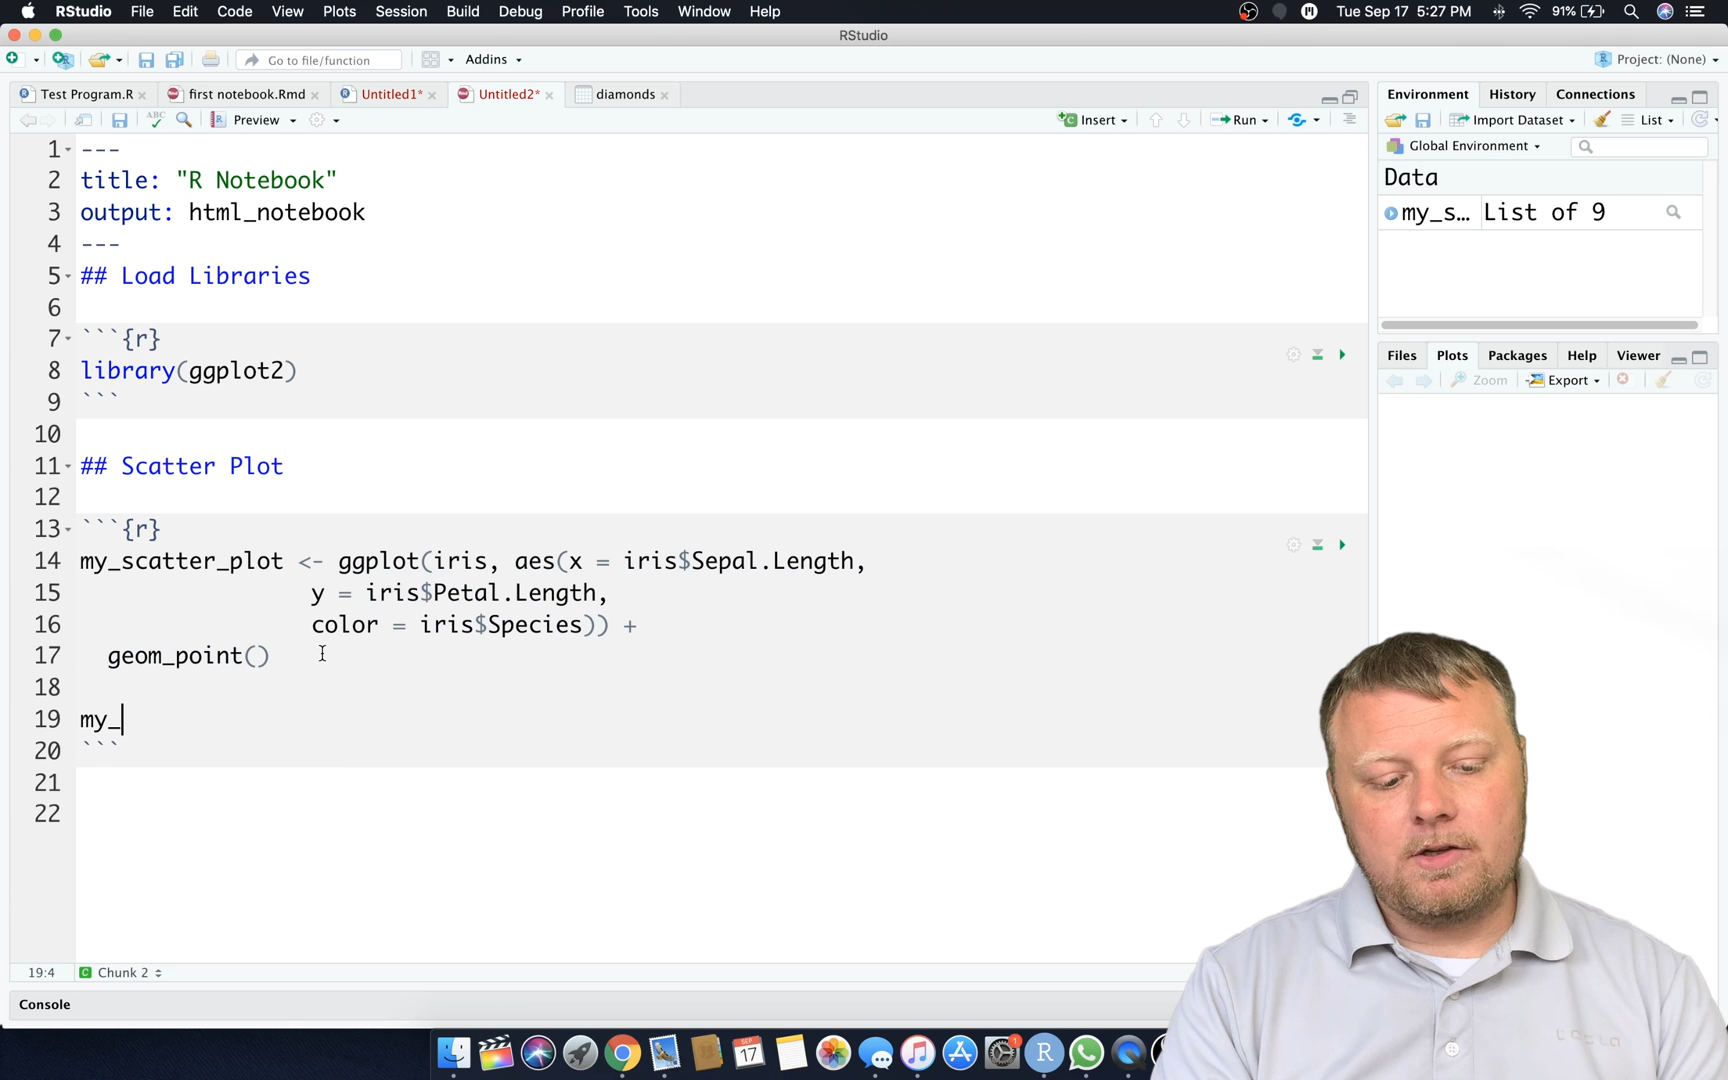 RStudio File Edit Code View Plots Session Build Debug Profile Tools Window Help Tue Sep 17 5:27 PM 91%
RStudio
Go to file/function Addins Project: (None)
Test Program.R first notebook.Rmd Untitled1* Untitled2* diamonds
Preview Insert Run
Environment History Connections
Import Dataset List
Global Environment
Data
my_s... List of 9
Files Plots Packages Help Viewer
Zoom Export
1 ---
2 title: "R Notebook"
3 output: html_notebook
4 ---
5 ## Load Libraries
6
7 ```{r}
8 library(ggplot2)
9 ```
10
11 ## Scatter Plot
12
13 ```{r}
14 my_scatter_plot <- ggplot(iris, aes(x = iris$Sepal.Length,
15 y = iris$Petal.Length,
16 color = iris$Species)) +
17 geom_point()
18
19 my_
20 ```
21
22
19:4 Chunk 2
Console
SEP
17
1
R